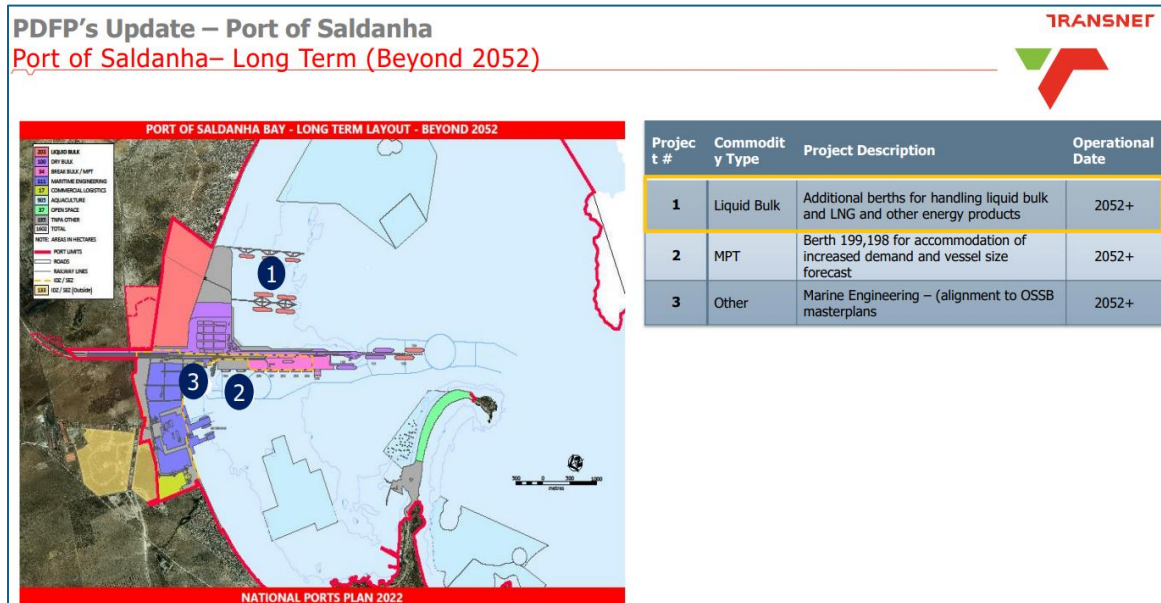 PDFP's Update – Port of Saldanha
Port of Saldanha– Long Term (Beyond 2052)
TRANSNET
PORT OF SALDANHA BAY - LONG TERM LAYOUT - BEYOND 2052
LIQUID BULK
DRY BULK
BREAK BULK / MPT
MARITIME ENGINEERING
17 COMMERCIAL LOGISTICS
AQUACULTURE
OPEN SPACE
TNPA OTHER
TOTAL
NOTE: AREAS IN HECTARES
PORT LIMITS
ROADS
RAILWAY LINES
IDZ / SEZ
IDZ / SEZ (Outside)
1
2
3
metres
NATIONAL PORTS PLAN 2022
Projec
t #
Commodit
y Type
Project Description
Operational
Date
1
Liquid Bulk
Additional berths for handling liquid bulk
and LNG and other energy products
2052+
2
MPT
Berth 199,198 for accommodation of
increased demand and vessel size
forecast
2052+
3
Other
Marine Engineering – (alignment to OSSB
masterplans
2052+